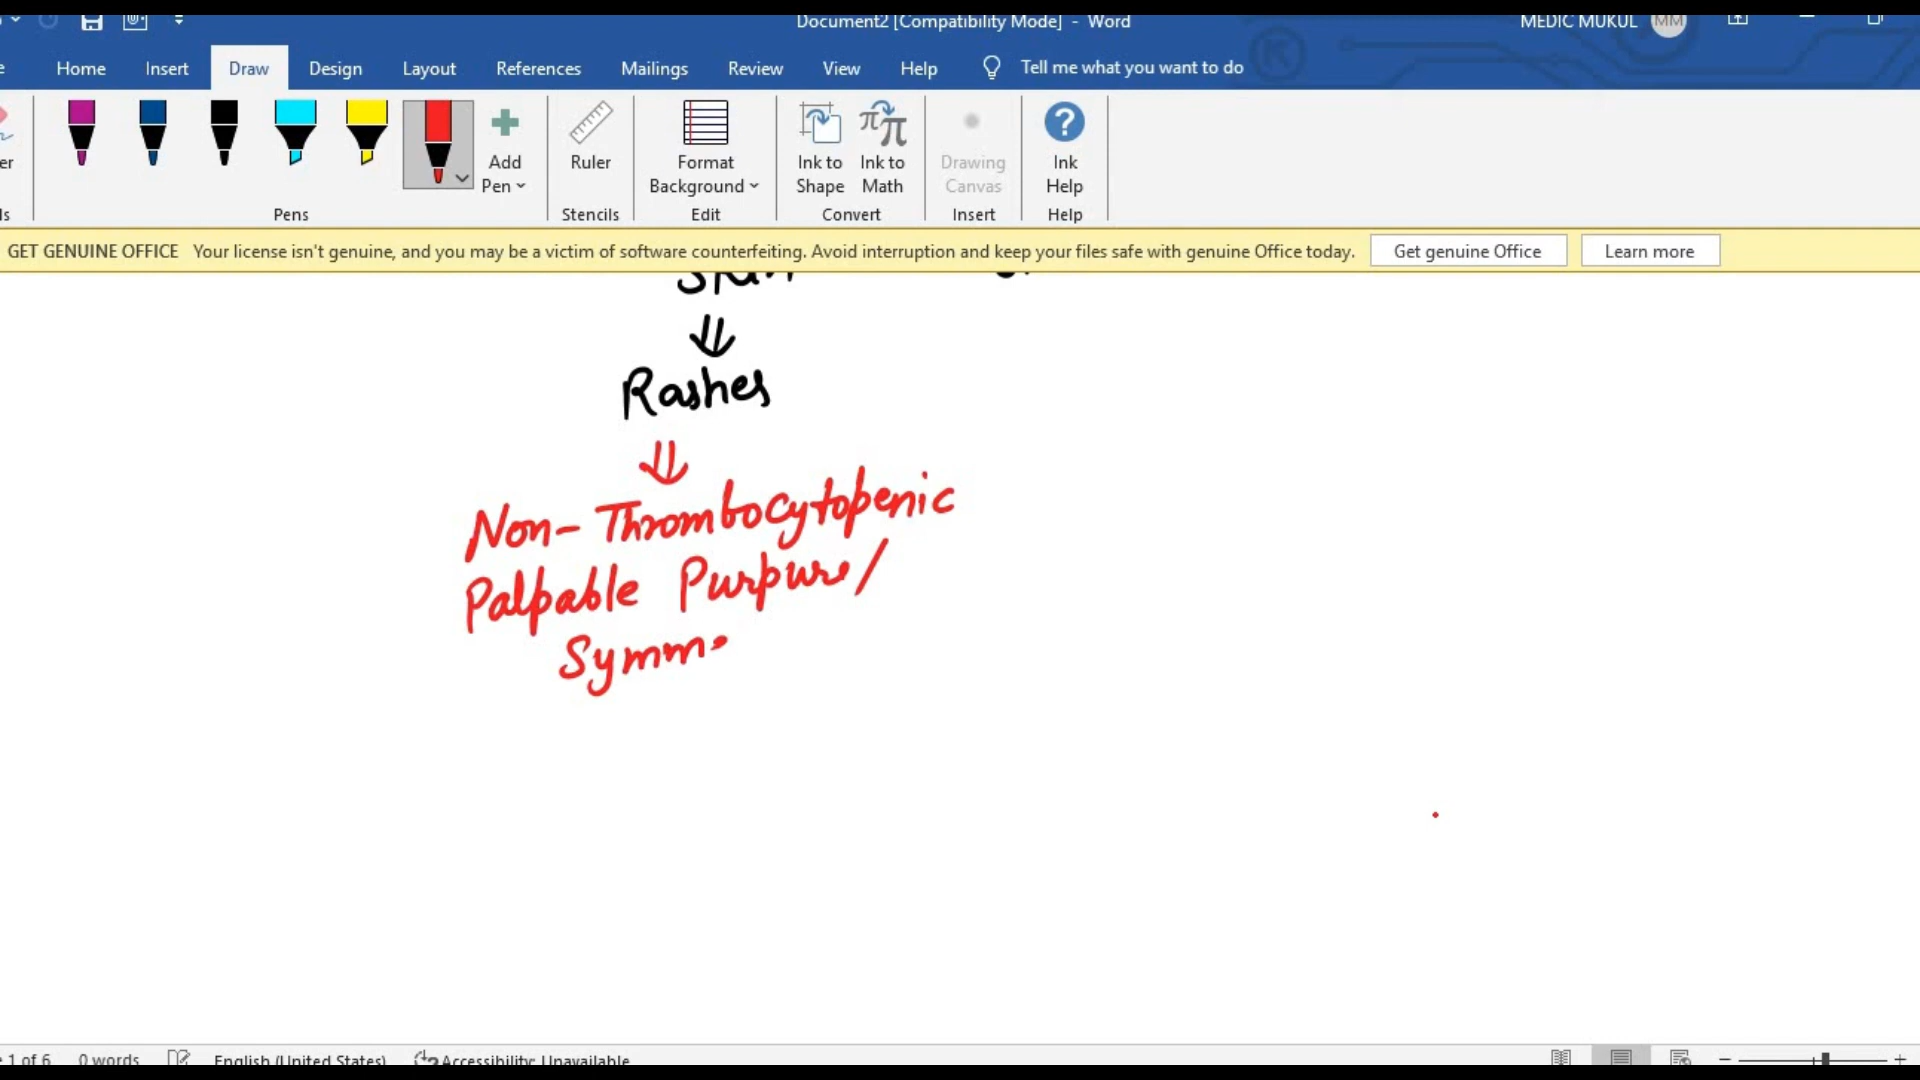 Document2 [Compatibility Mode] - Word
MEDIC MUKUL MM
Home Insert Draw Design Layout References Mailings Review View Help Tell me what you want to do
Add Pen
Ruler
Format Background
Ink to Shape
Ink to Math
Drawing Canvas
Ink Help
Pens Stencils Edit Convert Insert Help
GET GENUINE OFFICE Your license isn't genuine, and you may be a victim of software counterfeiting. Avoid interruption and keep your files safe with genuine Office today. Get genuine Office Learn more
Rashes
Non-Thrombocytopenic
Palpable Purpura/
Symm
1 of 6 0 words English (United States) Accessibility: Unavailable